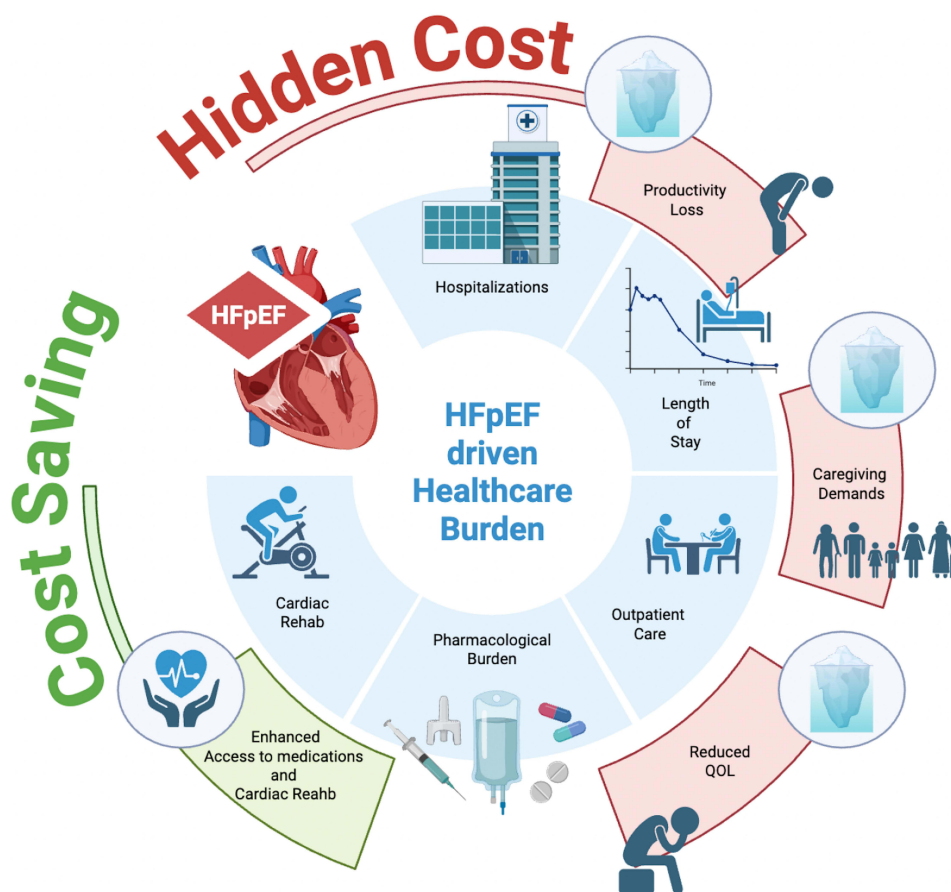 Hidden Cost
Productivity
Loss
Hospitalizations
HFpEF
Time
Length
of
Stay
HFpEF
driven
Healthcare
Burden
Caregiving
Demands
Cost Saving
Cardiac
Rehab
Pharmacological
Burden
Outpatient
Care
Enhanced
Access to medications
and
Cardiac Reahb
Reduced
QOL